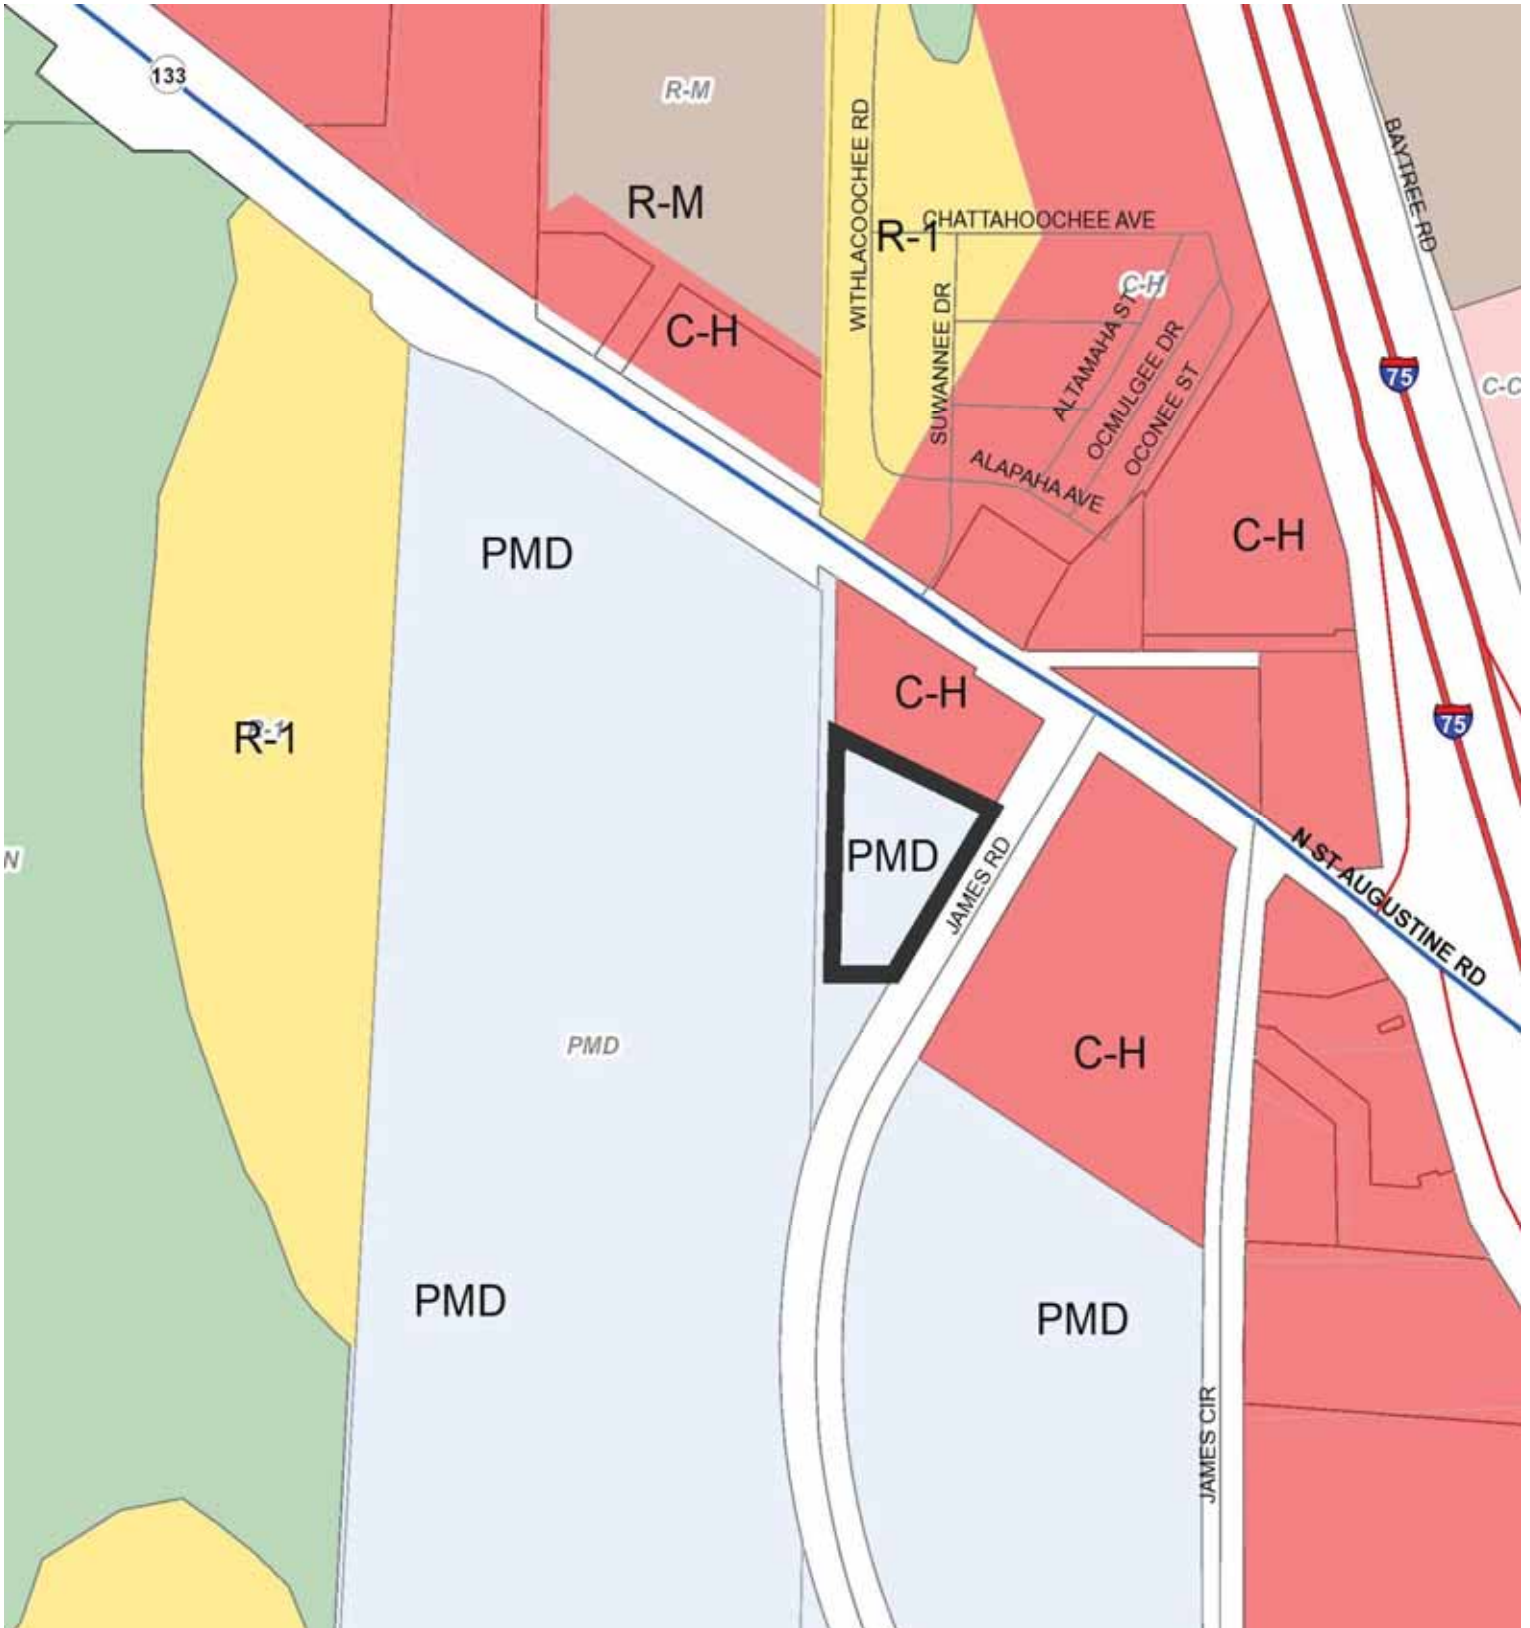 133
R-M
R-M
WITHLACOOCHEE RD
R-1
CHATTAHOOCHEE AVE
BAYTREE RD
C-H
SUWANNEE DR
ALTAMAHA ST
OCMULGEE DR
OCONEE ST
ALAPAHA AVE
C-H
75
C-C
C-H
PMD
C-H
75
R-1
R-1
PMD
JAMES RD
N ST AUGUSTINE RD
N
PMD
C-H
PMD
PMD
JAMES CIR